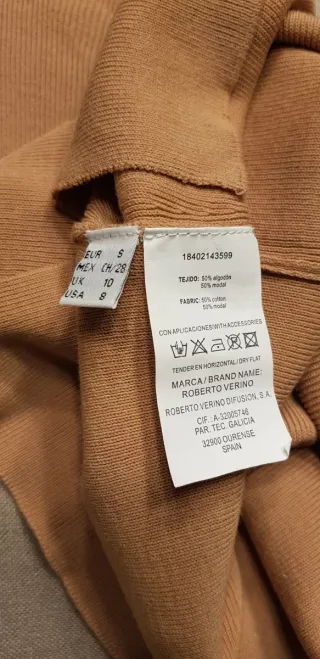 EUR S
MEX CH/28
UK 10
USA S
18402143599
TEJIDO: 50% algodón
50% modal
FABRIC: 50% cotton
50% modal
CON APLICACIONES/WITH ACCESSORIES
TENDER EN HORIZONTAL / DRY FLAT
MARCA / BRAND NAME:
ROBERTO VERINO
ROBERTO VERINO DIFUSION, S.A.
CIF.: A-32005746
PAR. TEC. GALICIA
32900 OURENSE
SPAIN